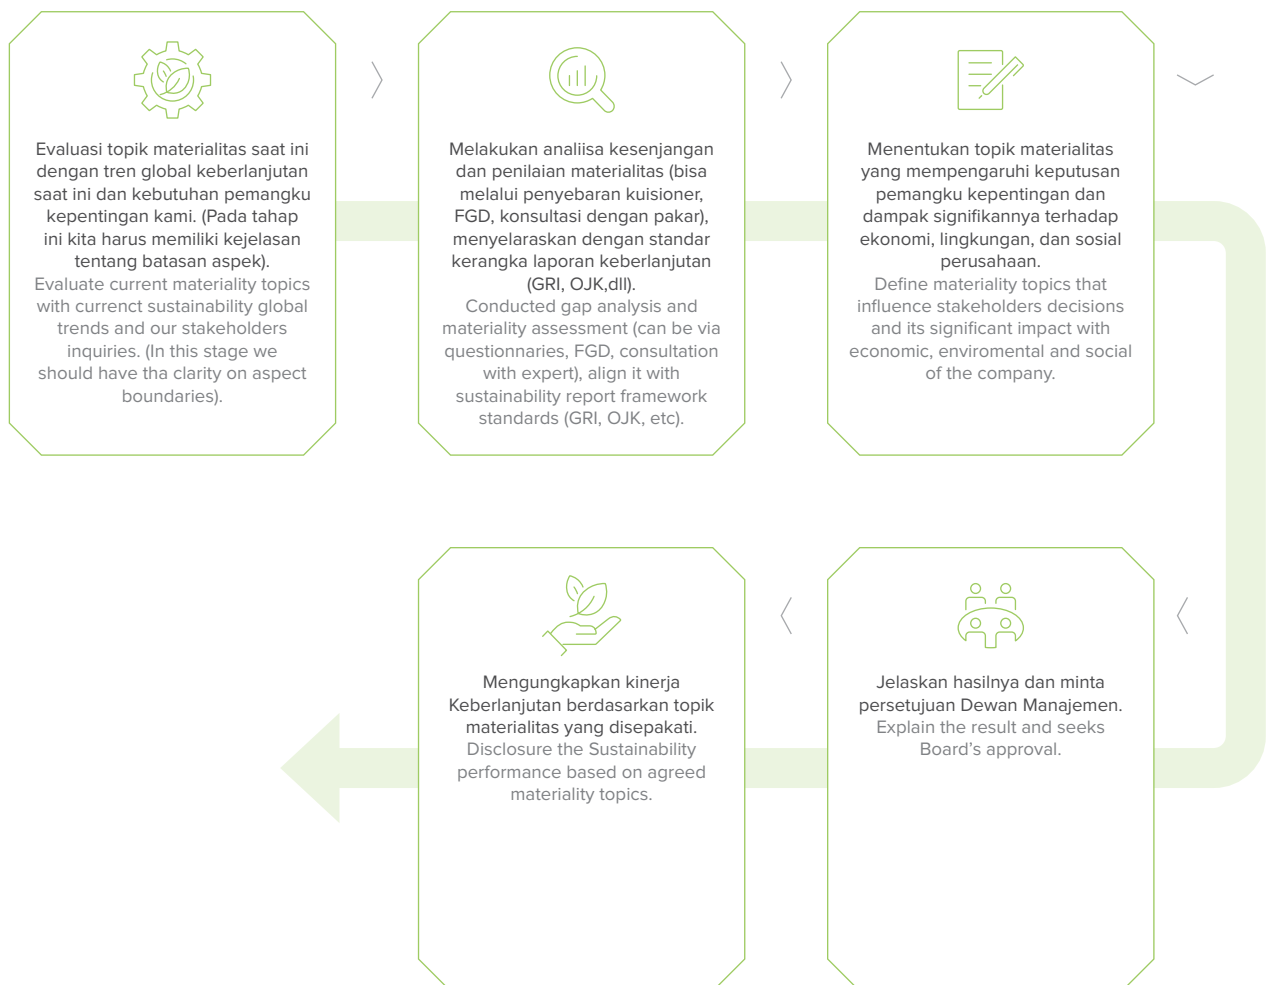 Evaluasi topik materialitas saat ini
dengan tren global keberlanjutan
saat ini dan kebutuhan pemangku
kepentingan kami. (Pada tahap
ini kita harus memiliki kejelasan
tentang batasan aspek).
Evaluate current materiality topics
with currenct sustainability global
trends and our stakeholders
inquiries. (In this stage we
should have tha clarity on aspect
boundaries).
Melakukan analiisa kesenjangan
dan penilaian materialitas (bisa
melalui penyebaran kuisioner,
FGD, konsultasi dengan pakar),
menyelaraskan dengan standar
kerangka laporan keberlanjutan
(GRI, OJK,dll).
Conducted gap analysis and
materiality assessment (can be via
questionnaries, FGD, consultation
with expert), align it with
sustainability report framework
standards (GRI, OJK, etc).
Menentukan topik materialitas
yang mempengaruhi keputusan
pemangku kepentingan dan
dampak signifikannya terhadap
ekonomi, lingkungan, dan sosial
perusahaan.
Define materiality topics that
influence stakeholders decisions
and its significant impact with
economic, enviromental and social
of the company.
Jelaskan hasilnya dan minta
persetujuan Dewan Manajemen.
Explain the result and seeks
Board's approval.
Mengungkapkan kinerja
Keberlanjutan berdasarkan topik
materialitas yang disepakati.
Disclosure the Sustainability
performance based on agreed
materiality topics.